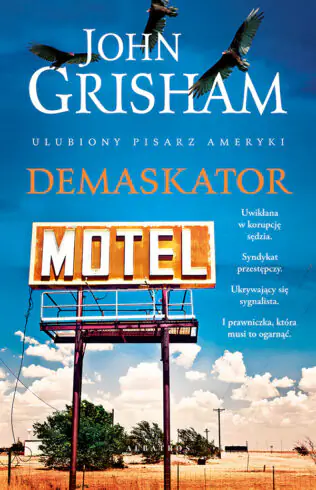 JOHN
GRISHAM
ULUBIONY PISARZ AMERYKI
DEMASKATOR
Uwikłana
w korupcję
sędzia.
Syndykat
przestępczy.
Ukrywający się
sygnalista.
I prawniczka, która
musi to ogarnąć.
MOTEL